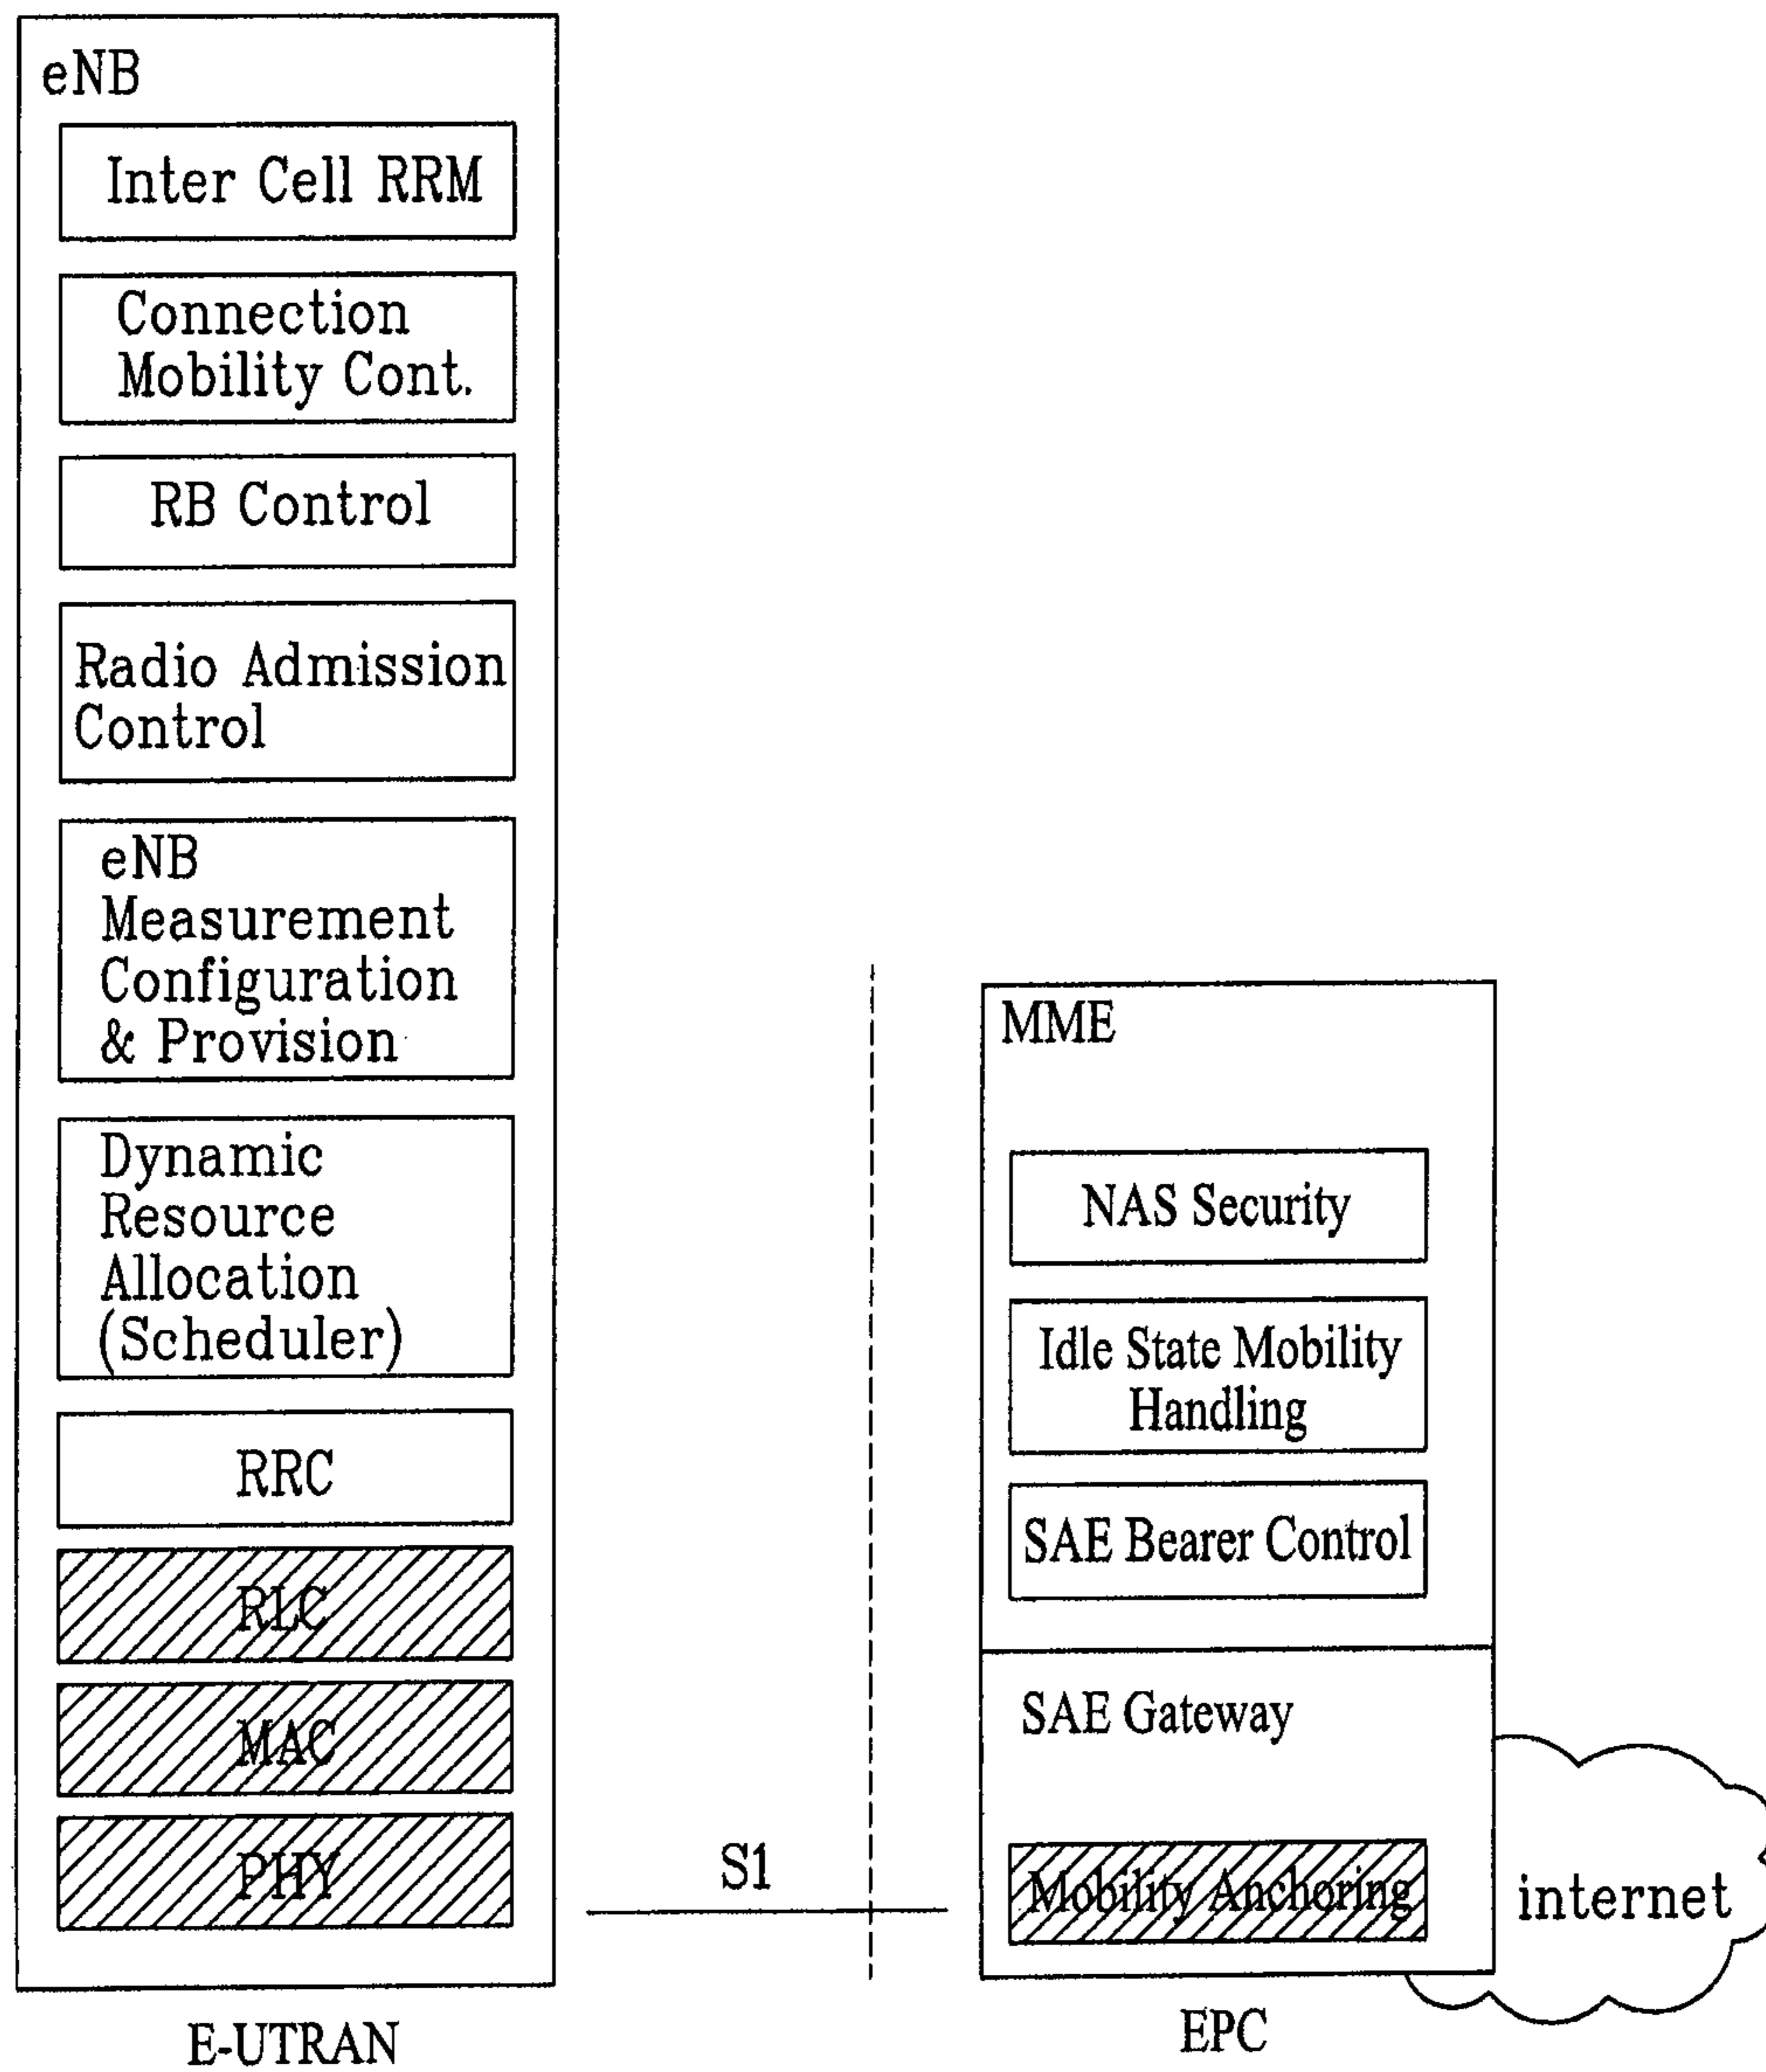 eNB
Inter Cell RRM
Connection
Mobility Cont.
RB Control
Radio Admission
Control
eNB
Measurement
Configuration
& Provision
Dynamic
Resource
Allocation
(Scheduler)
RRC
RLC
MAC
PHY
E-UTRAN
S1
MME
NAS Security
Idle State Mobility
Handling
SAE Bearer Control
SAE Gateway
Mobility Anchoring
internet
EPC